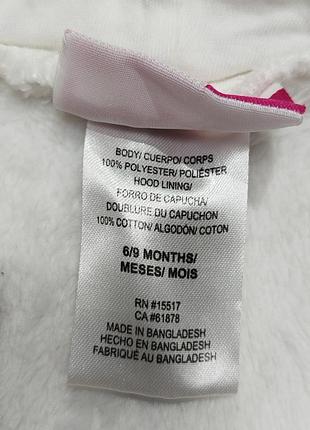 BODY/ CUERPO/ CORPS
100% POLYESTER/ POLIÉSTER
HOOD LINING/
FORRO DE CAPUCHA/
DOUBLURE DU CAPUCHON
100% COTTON/ ALGODÓN/ COTON
6/9 MONTHS/
MESES/ MOIS
RN #15517
CA #61878
MADE IN BANGLADESH
HECHO EN BANGLADESH
FABRIQUÉ AU BANGLADESH